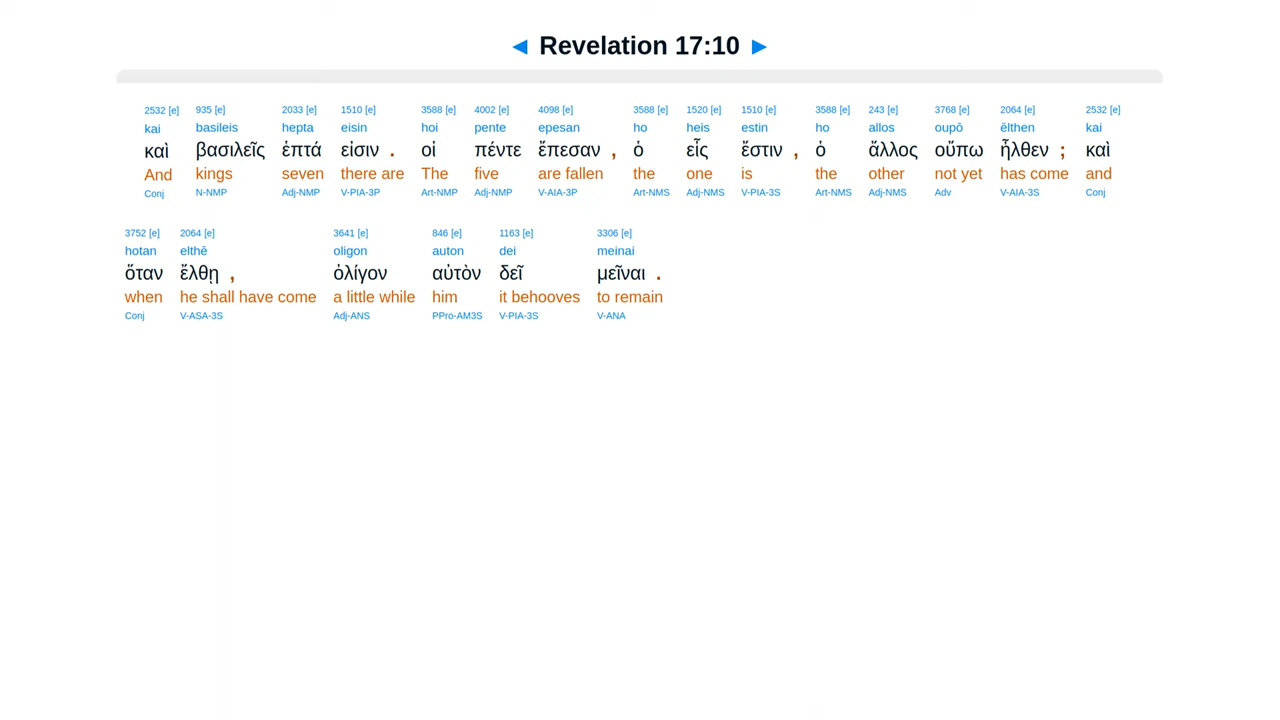 ◄ Revelation 17:10 ►
2532 [e] 935 [e] 2033 [e] 1510 [e] 3588 [e] 4002 [e] 4098 [e] 3588 [e] 1520 [e] 1510 [e] 3588 [e] 243 [e] 3768 [e] 2064 [e] 2532 [e]
kai basileis hepta eisin hoi pente epesan ho heis estin ho allos oupō ēlthen kai
καὶ βασιλεῖς ἑπτά εἰσιν . οἱ πέντε ἔπεσαν , ὁ εἷς ἔστιν , ὁ ἄλλος οὔπω ἦλθεν ; καὶ
And kings seven there are The five are fallen the one is the other not yet has come and
Conj N-NMP Adj-NMP V-PIA-3P Art-NMP Adj-NMP V-AIA-3P Art-NMS Adj-NMS V-PIA-3S Art-NMS Adj-NMS Adv V-AIA-3S Conj
3752 [e] 2064 [e] 3641 [e] 846 [e] 1163 [e] 3306 [e]
hotan elthē oligon auton dei meinai
ὅταν ἔλθῃ , ὀλίγον αὐτὸν δεῖ μεῖναι .
when he shall have come a little while him it behooves to remain
Conj V-ASA-3S Adj-ANS PPro-AM3S V-PIA-3S V-ANA